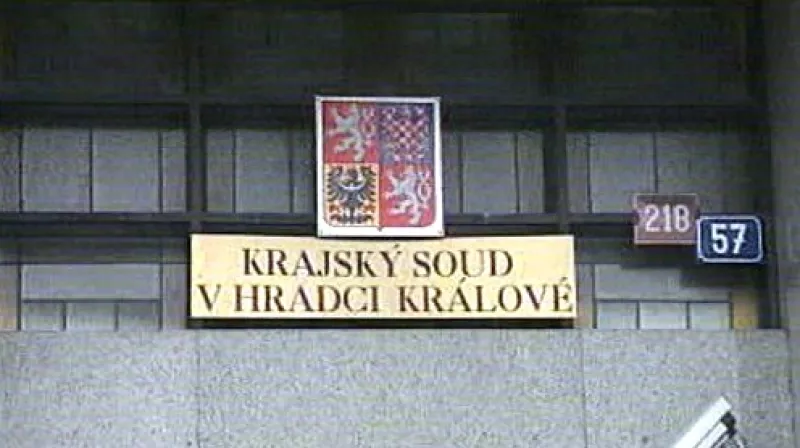 KRAJSKÝ SOUD
V HRADCI KRÁLOVÉ
218
57